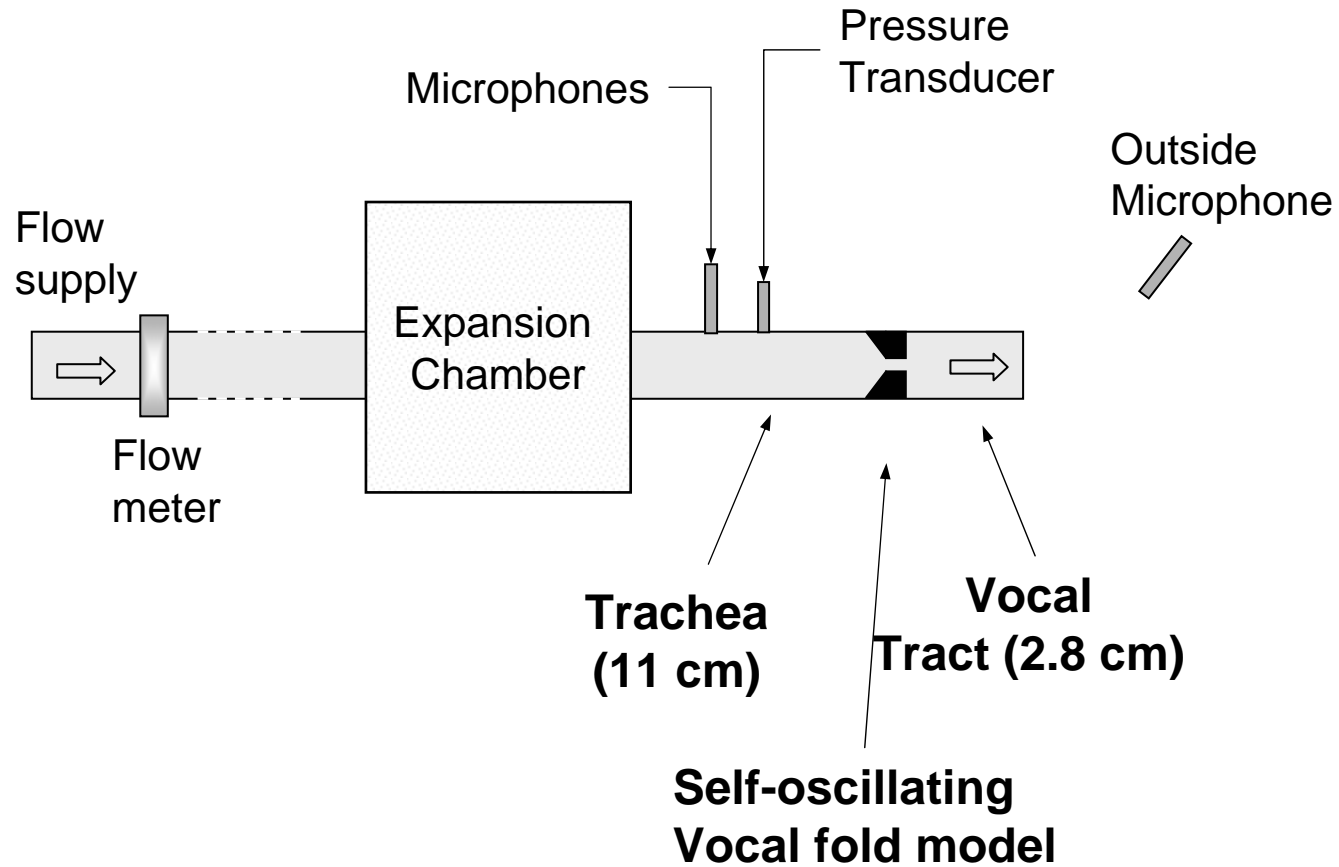 Pressure
Transducer
Microphones
Outside
Microphone
Flow
supply
Expansion
Chamber
Flow
meter
Trachea
(11 cm)
Vocal
Tract (2.8 cm)
Self-oscillating
Vocal fold model